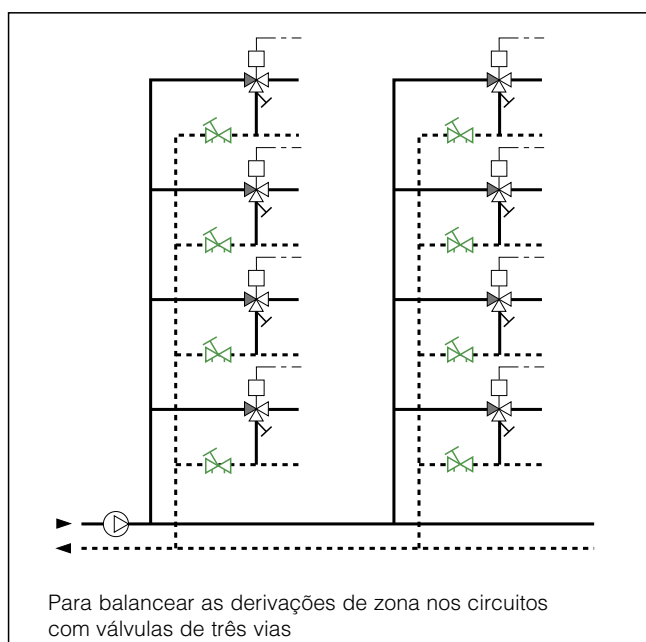 Para balancear as derivações de zona nos circuitos
com válvulas de três vias